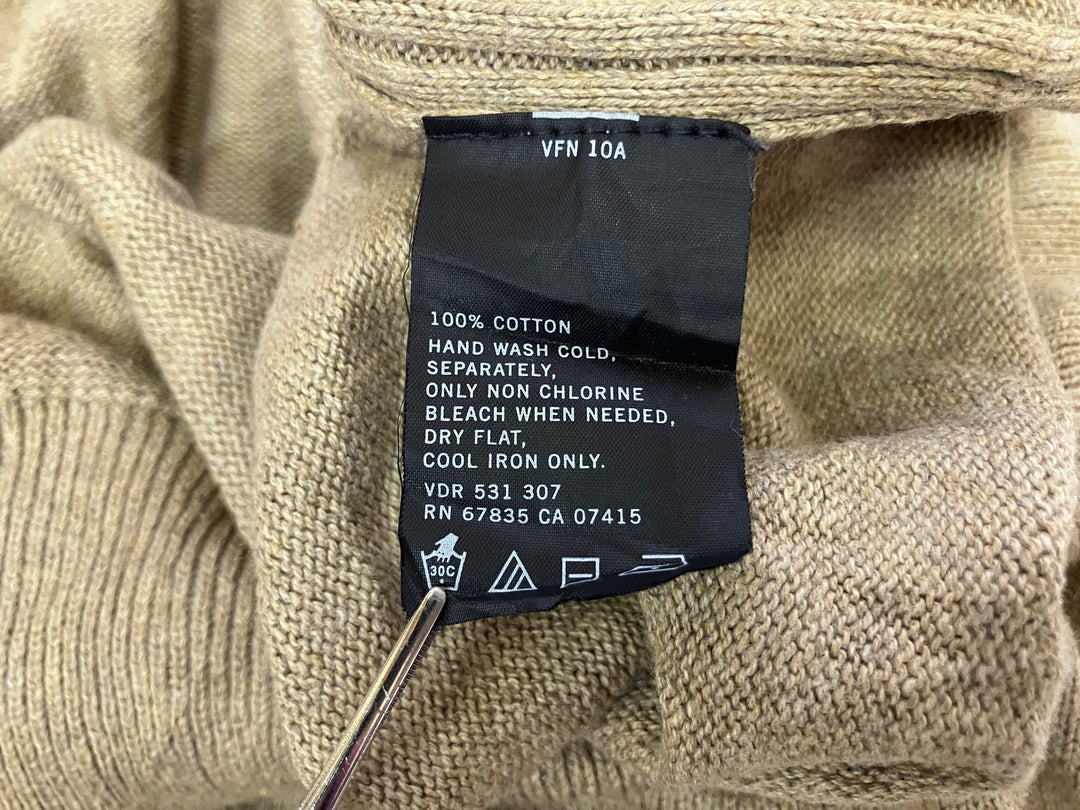 VFN 10A
100% COTTON
HAND WASH COLD,
SEPARATELY,
ONLY NON CHLORINE
BLEACH WHEN NEEDED,
DRY FLAT,
COOL IRON ONLY.
VDR 531 307
RN 67835 CA 07415
30C